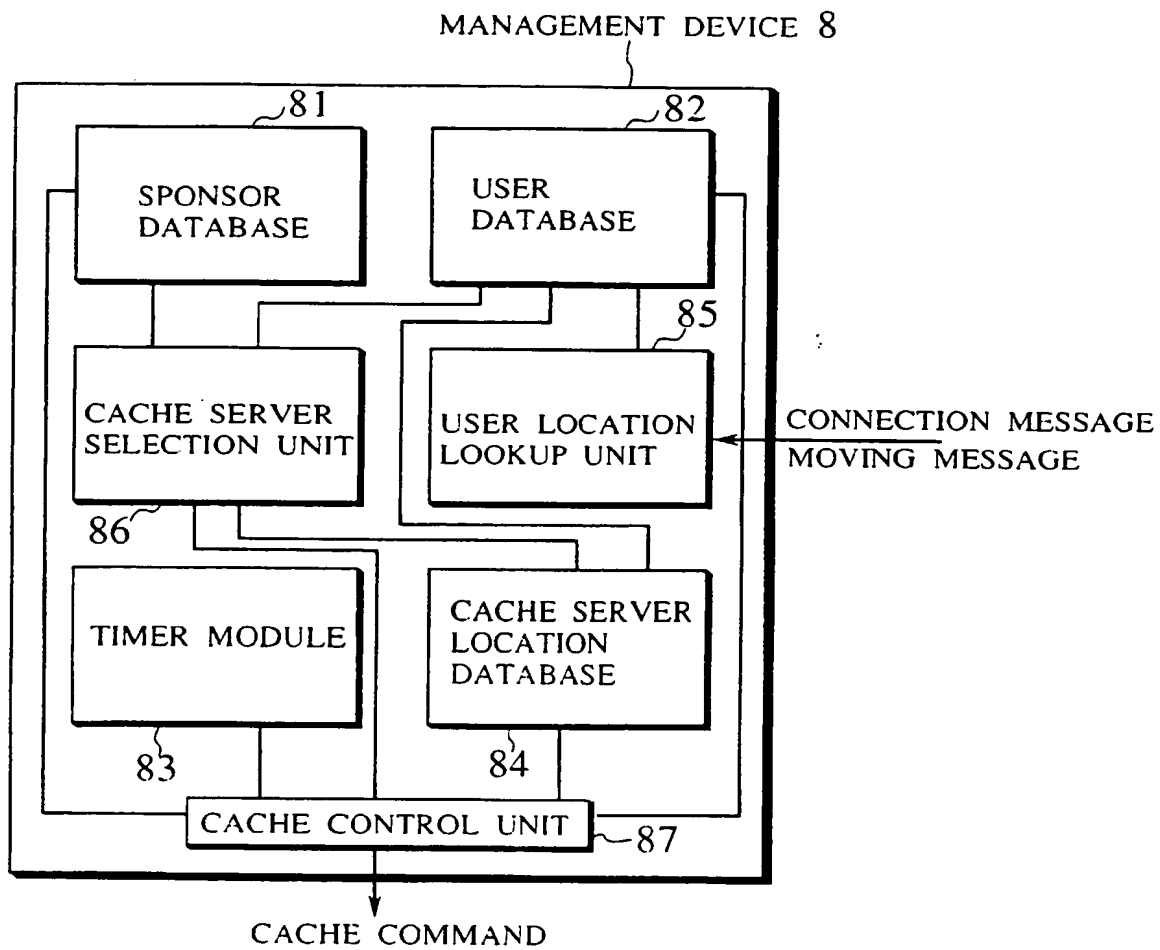 MANAGEMENT DEVICE 8
81
82
SPONSOR
DATABASE
USER
DATABASE
85
CACHE SERVER
SELECTION UNIT
USER LOCATION
LOOKUP UNIT
CONNECTION MESSAGE
MOVING MESSAGE
86
TIMER MODULE
CACHE SERVER
LOCATION
DATABASE
83
84
CACHE CONTROL UNIT
87
CACHE COMMAND